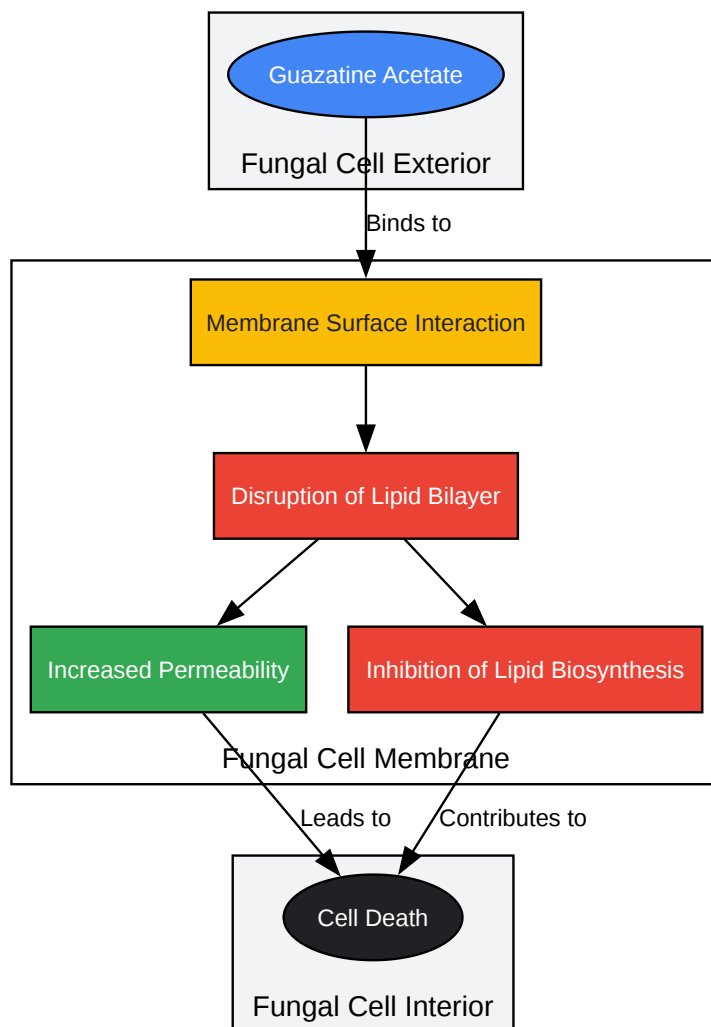 Guazatine Acetate
Fungal Cell Exterior
Binds to
Membrane Surface Interaction
Disruption of Lipid Bilayer
Increased Permeability
Inhibition of Lipid Biosynthesis
Fungal Cell Membrane
Leads to
Contributes to
Cell Death
Fungal Cell Interior